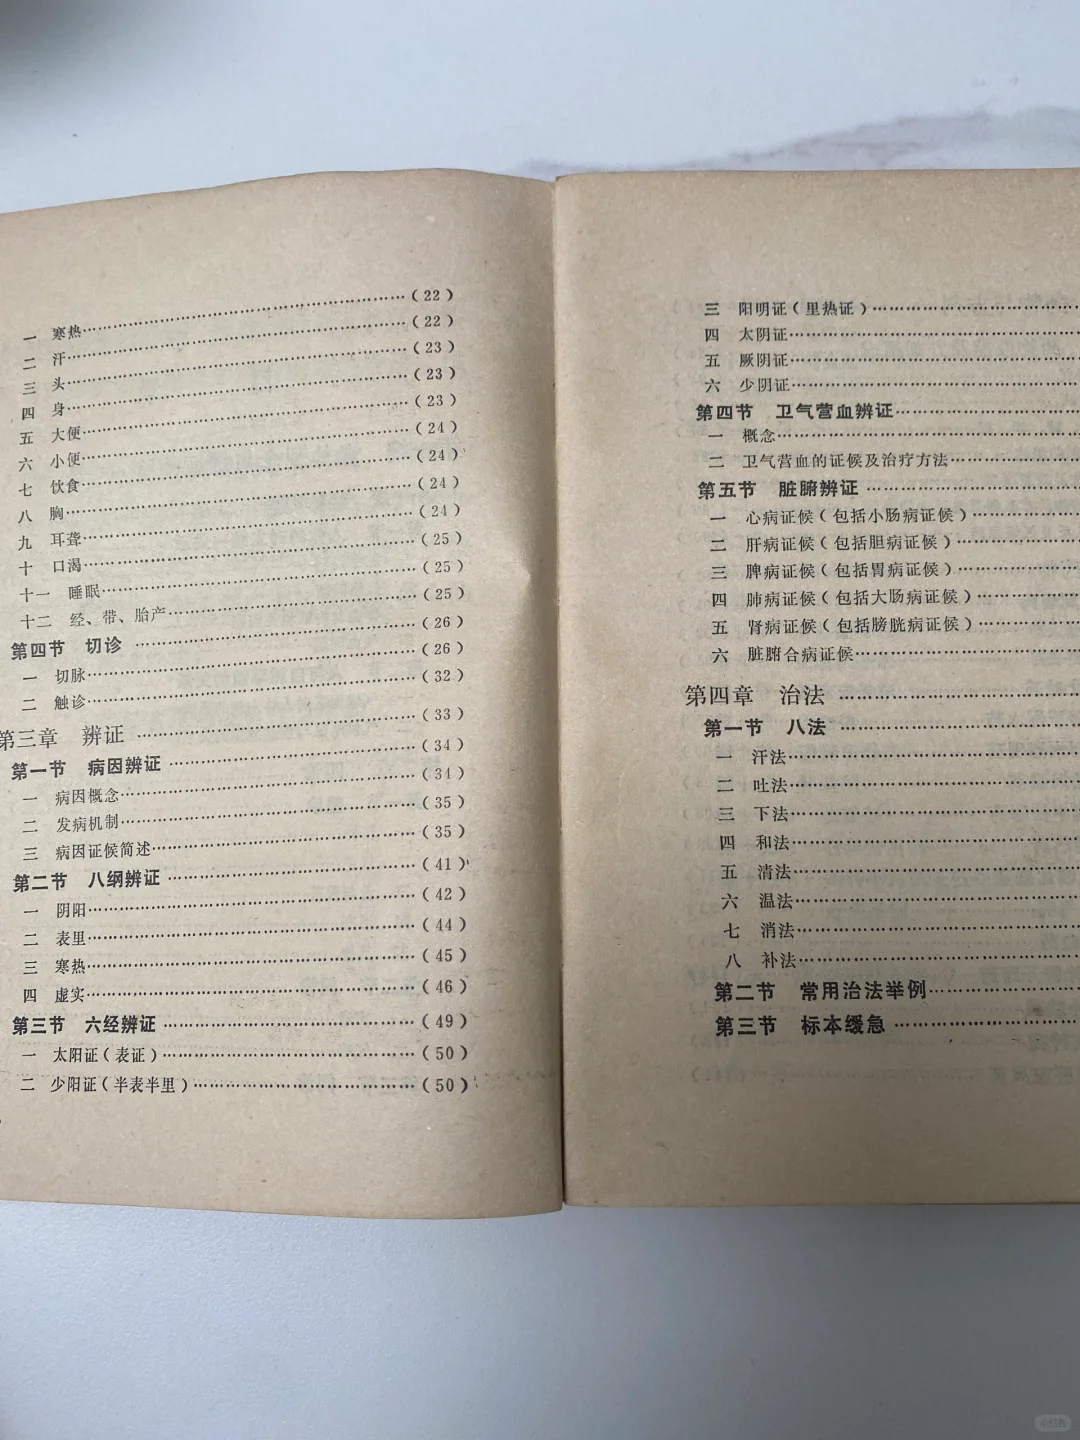 一 寒热……(22)
二 汗……(22)
三 头……(23)
四 身……(23)
五 大便……(23)
六 小便……(24)
七 饮食……(24)
八 胸……(24)
九 耳聋……(24)
十 口渴……(25)
十一 睡眠……(25)
十二 经、带、胎产……(25)
第四节 切诊……(26)
一 切脉……(26)
二 触诊……(32)
第三章 辨证……(33)
第一节 病因辨证……(34)
一 病因概念……(34)
二 发病机制……(35)
三 病因证候简述……(35)
第二节 八纲辨证……(41)
一 阴阳……(42)
二 表里……(44)
三 寒热……(45)
四 虚实……(46)
第三节 六经辨证……(49)
一 太阳证(表证)……(50)
二 少阳证(半表半里)……(50)
三 阳明证(里热证)……
四 太阴证……
五 厥阴证……
六 少阴证……
第四节 卫气营血辨证……
一 概念……
二 卫气营血的证候及治疗方法……
第五节 脏腑辨证……
一 心病证候(包括小肠病证候)……
二 肝病证候(包括胆病证候)……
三 脾病证候(包括胃病证候)……
四 肺病证候(包括大肠病证候)……
五 肾病证候(包括膀胱病证候)……
六 脏腑合病证候……
第四章 治法……
第一节 八法……
一 汗法……
二 吐法……
三 下法……
四 和法……
五 清法……
六 温法……
七 消法……
八 补法……
第二节 常用治法举例……
第三节 标本缓急……